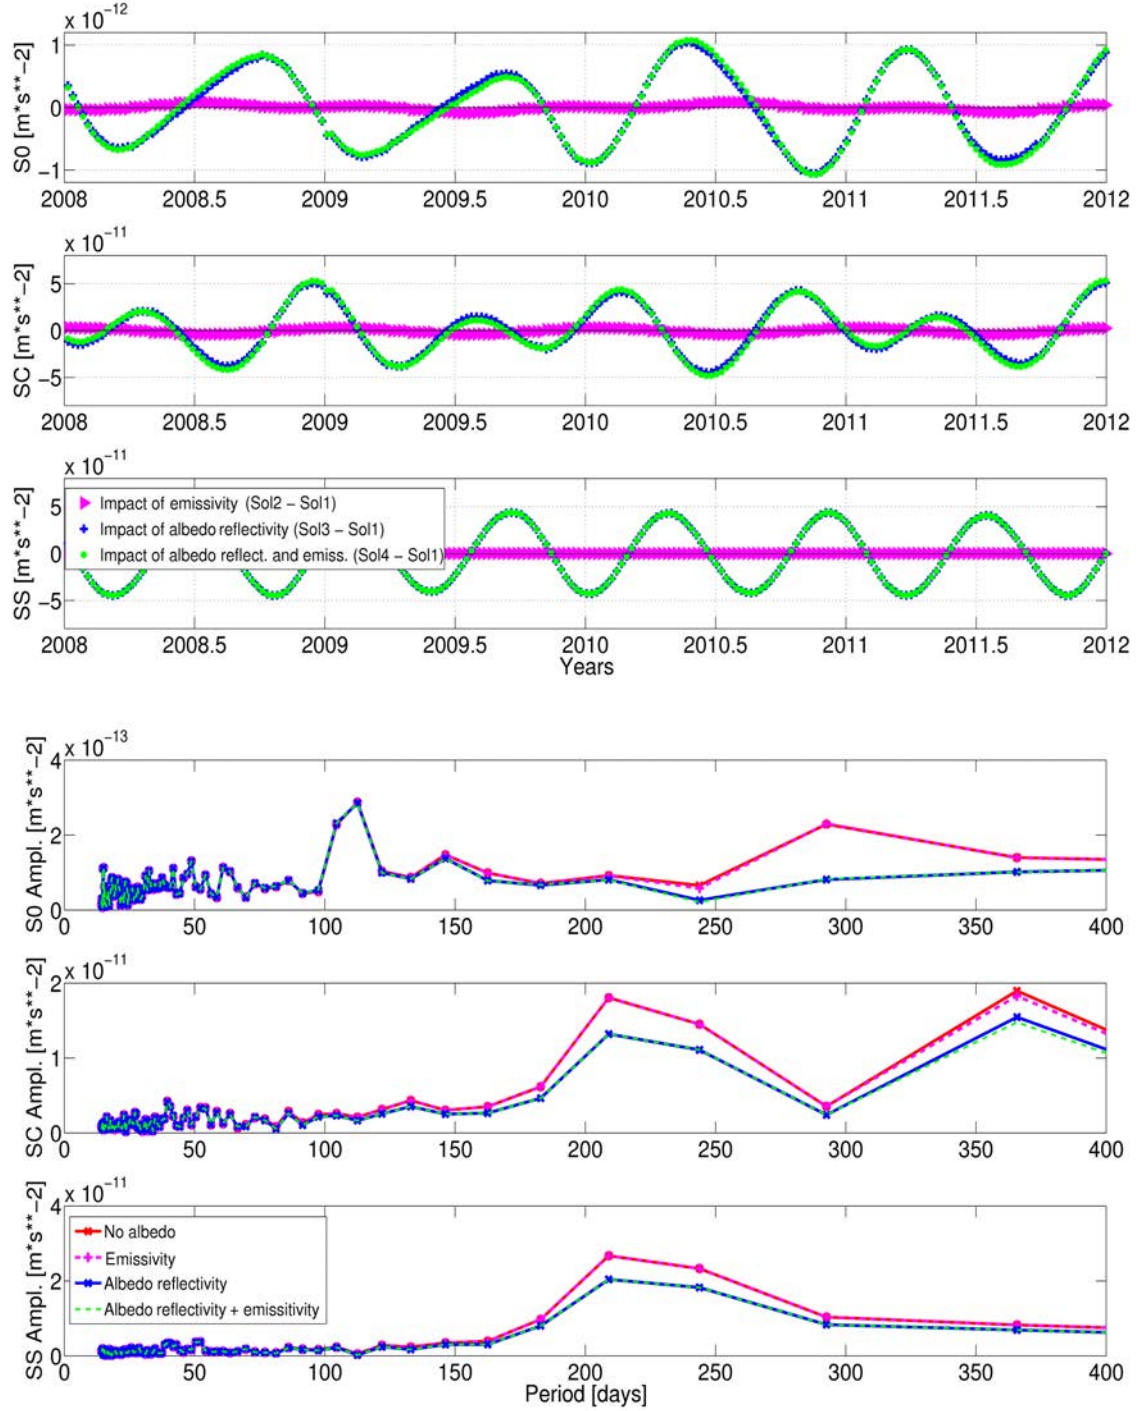 x 10⁻¹²
S0 [m*s**−2]
1
0
−1
2008 2008.5 2009 2009.5 2010 2010.5 2011 2011.5 2012
x 10⁻¹¹
SC [m*s**−2]
5
0
−5
2008 2008.5 2009 2009.5 2010 2010.5 2011 2011.5 2012
x 10⁻¹¹
SS [m*s**−2]
5
0
−5
Impact of emissivity (Sol2 − Sol1)
Impact of albedo reflectivity (Sol3 − Sol1)
Impact of albedo reflect. and emiss. (Sol4 − Sol1)
2008 2008.5 2009 2009.5 2010 2010.5 2011 2011.5 2012
Years
x 10⁻¹³
S0 Ampl. [m*s**−2]
4
2
0
0 50 100 150 200 250 300 350 400
x 10⁻¹¹
SC Ampl. [m*s**−2]
2
1
0
0 50 100 150 200 250 300 350 400
x 10⁻¹¹
SS Ampl. [m*s**−2]
4
2
0
No albedo
Emissivity
Albedo reflectivity
Albedo reflectivity + emissitivity
0 50 100 150 200 250 300 350 400
Period [days]